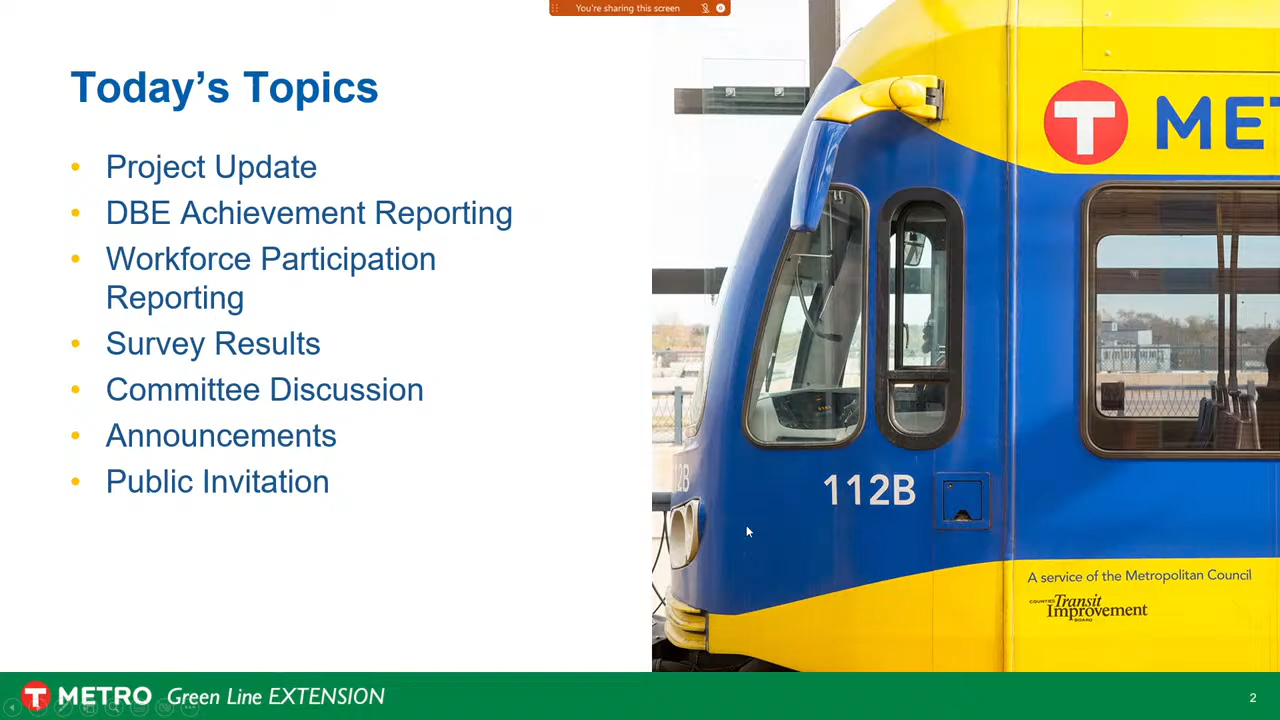 You're sharing this screen
Today’s Topics
• Project Update
• DBE Achievement Reporting
• Workforce Participation
Reporting
• Survey Results
• Committee Discussion
• Announcements
• Public Invitation
T MET
112B
A service of the Metropolitan Council
COUNTIES Transit
Improvement
BOARD
T METRO Green Line EXTENSION
2